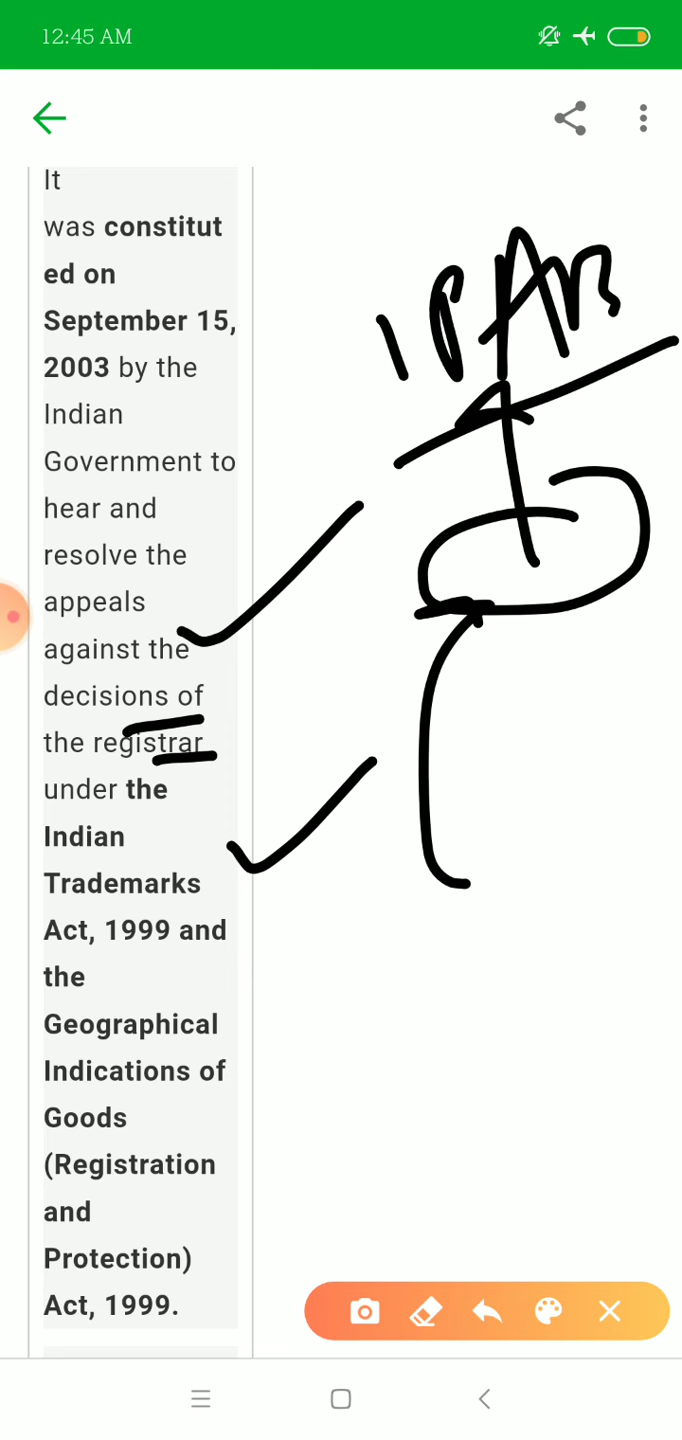 12:45 AM
It
was constitut
ed on
September 15,
2003 by the
Indian
Government to
hear and
resolve the
appeals
against the
decisions of
the registrar
under the
Indian
Trademarks
Act, 1999 and
the
Geographical
Indications of
Goods
(Registration
and
Protection)
Act, 1999.
IPAB